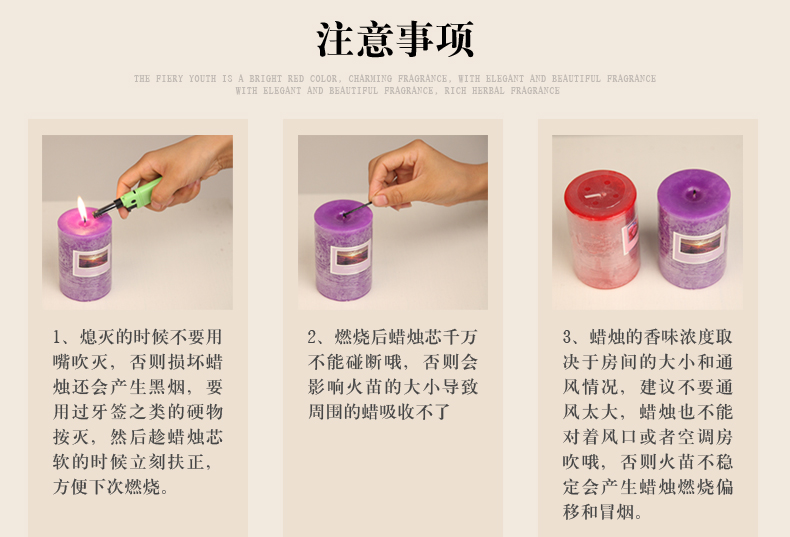 注意事项
THE FIERY YOUTH IS A BRIGHT RED COLOR, CHARMING FRAGRANCE, WITH ELEGANT AND BEAUTIFUL FRAGRANCE
WITH ELEGANT AND BEAUTIFUL FRAGRANCE, RICH HERBAL FRAGRANCE
1、熄灭的时候不要用
嘴吹灭，否则损坏蜡
烛还会产生黑烟，要
用过牙签之类的硬物
按灭，然后趁蜡烛芯
软的时候立刻扶正，
方便下次燃烧。
2、燃烧后蜡烛芯千万
不能碰断哦，否则会
影响火苗的大小导致
周围的蜡吸收不了
3、蜡烛的香味浓度取
决于房间的大小和通
风情况，建议不要通
风太大，蜡烛也不能
对着风口或者空调房
吹哦，否则火苗不稳
定会产生蜡烛燃烧偏
移和冒烟。